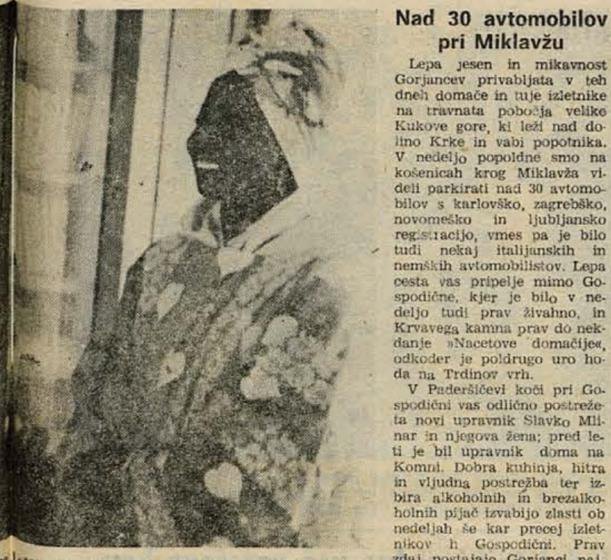 Nad 30 avtomobilov
pri Miklavžu
Lepa jesen in mikavnost
Gorjancev privabljata v teh
dneh domače in tuje izletnike
na travnata pobočja velike
Kukove gore, ki leži nad do-
lino Krke in vabi popotnika.
V nedeljo popoldne smo na
košenicah krog Miklavža vi-
deli parkirati nad 30 avtomo-
bilov s karlovško, zagrebško,
novomeško in ljubljansko
registracijo, vmes pa je bilo
tudi nekaj italijanskih in
nemških avtomobilistov. Lepa
cesta vas pripelje mimo Go-
spodične, kjer je bilo v ne-
deljo tudi prav živahno, in
Krvavega kamna prav do nek-
danje »Nacetove domačije«,
odkoder je poldrugo uro ho-
da na Trdinov vrh.
V Paderšičevi koči pri Go-
spodični vas odlično postreže-
ta novi upravnik Slavko Mli-
nar in njegova žena; pred le-
ti je bil upravnik doma na
Komni. Dobra kuhinja, hitra
in vljudna postrežba ter iz-
bira alkoholnih in brezalko-
holnih pijač izvabijo zlasti ob
nedeljah še kar precej izlet-
nikov h Gospodični. Prav
zdaj postajajo Gorjanci naj-